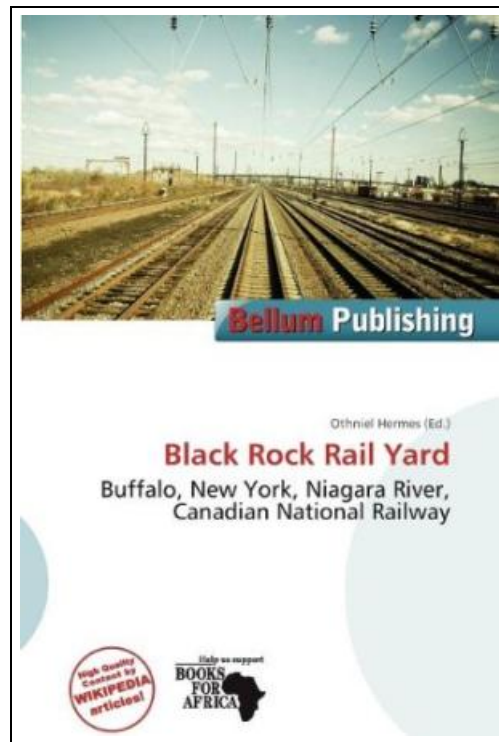 Bellum Publishing
Othniel Hermes (Ed.)
Black Rock Rail Yard
Buffalo, New York, Niagara River,
Canadian National Railway
High Quality
Content by
WIKIPEDIA
articles!
Help us support
BOOKS
FOR
AFRICA